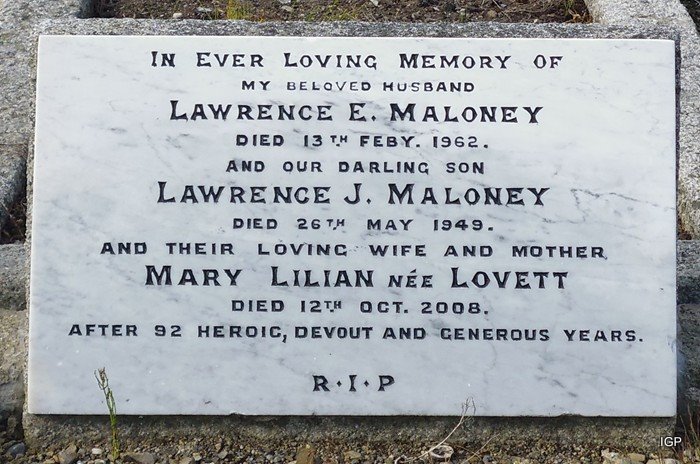 In Ever Loving Memory of
MY BELOVED HUSBAND
Lawrence E. Maloney
DIED 13TH FEBY. 1962.
AND OUR DARLING SON
Lawrence J. Maloney
DIED 26TH MAY 1949.
AND THEIR LOVING WIFE AND MOTHER
Mary Lilian née Lovett
DIED 12TH OCT. 2008.
AFTER 92 HEROIC, DEVOUT AND GENEROUS YEARS.
R·I·P
IGP